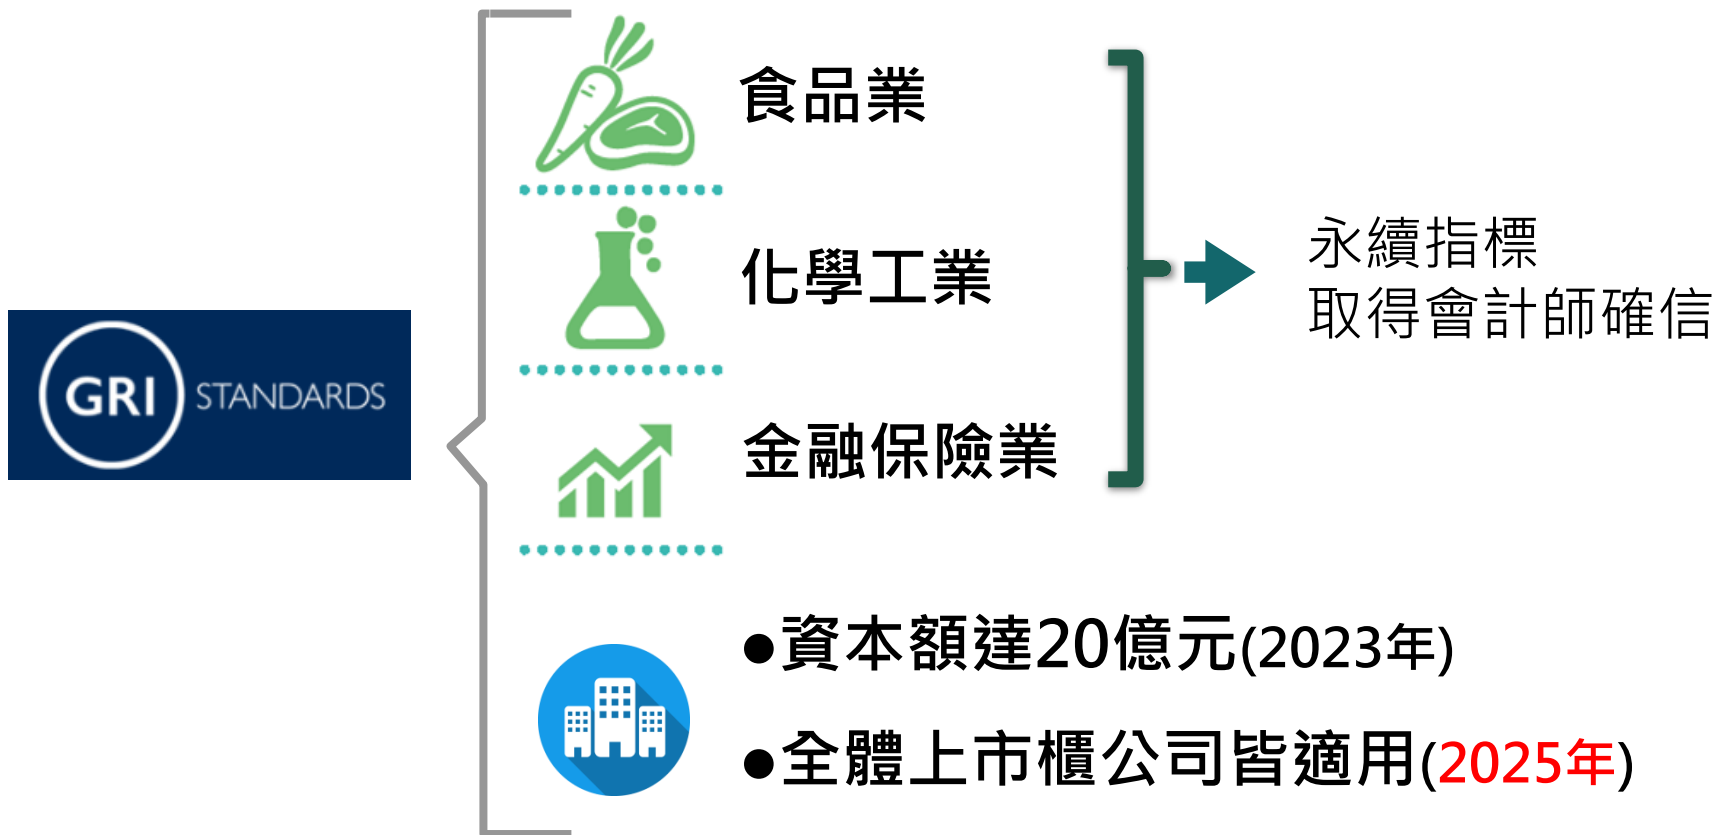 GRI STANDARDS
食品業
化學工業
金融保險業
永續指標
取得會計師確信
●資本額達20億元(2023年)
●全體上市櫃公司皆適用(2025年)